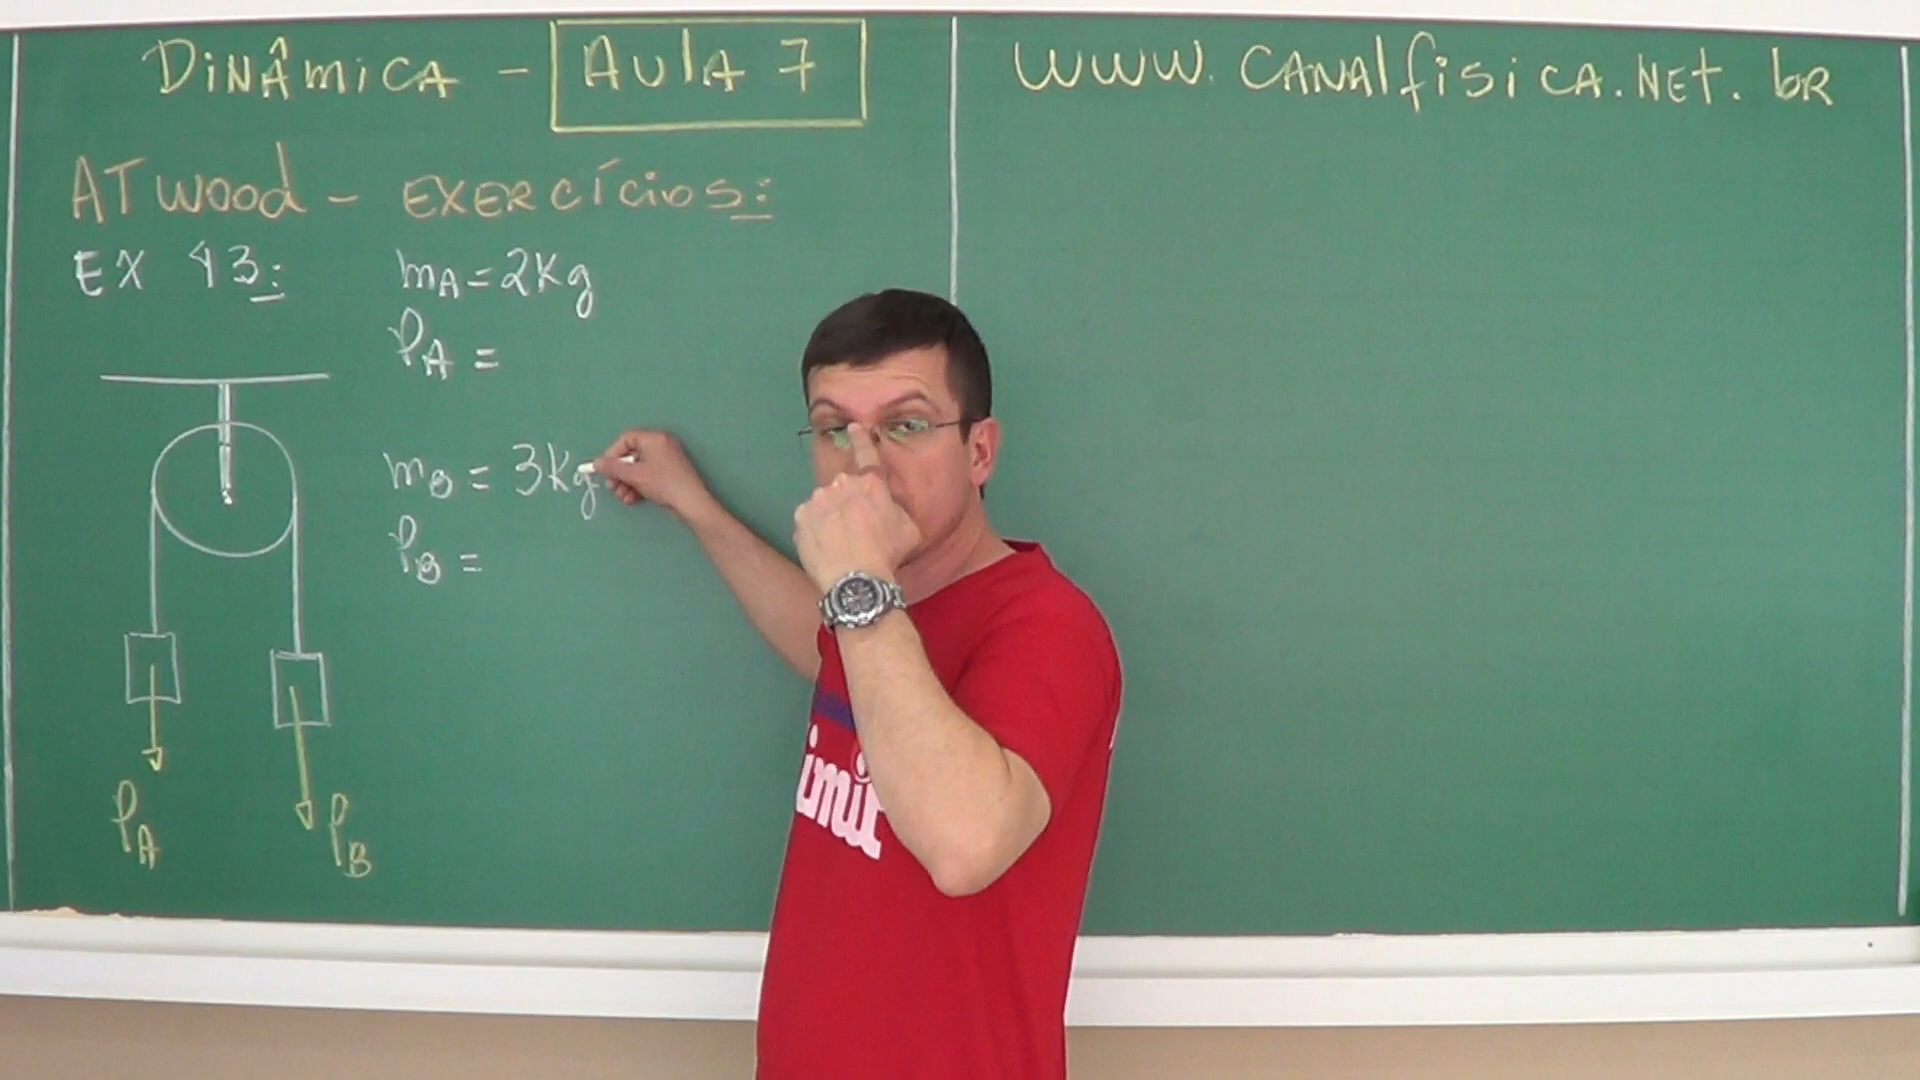 DINÂMICA - AULA 7
WWW.CANALfisicA.NET.bR
ATWOOD - EXERCÍCIOS:
EX 43:
mA = 2Kg
PA =
mB = 3Kg
PB =
PA
PB